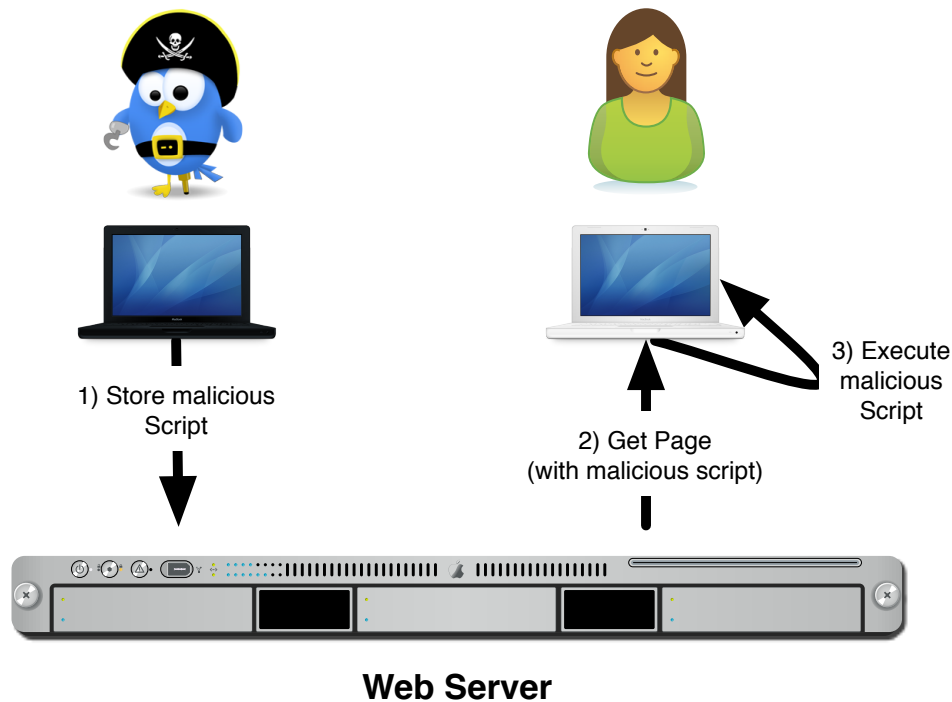 1) Store malicious
Script
2) Get Page
(with malicious script)
3) Execute
malicious
Script
Web Server